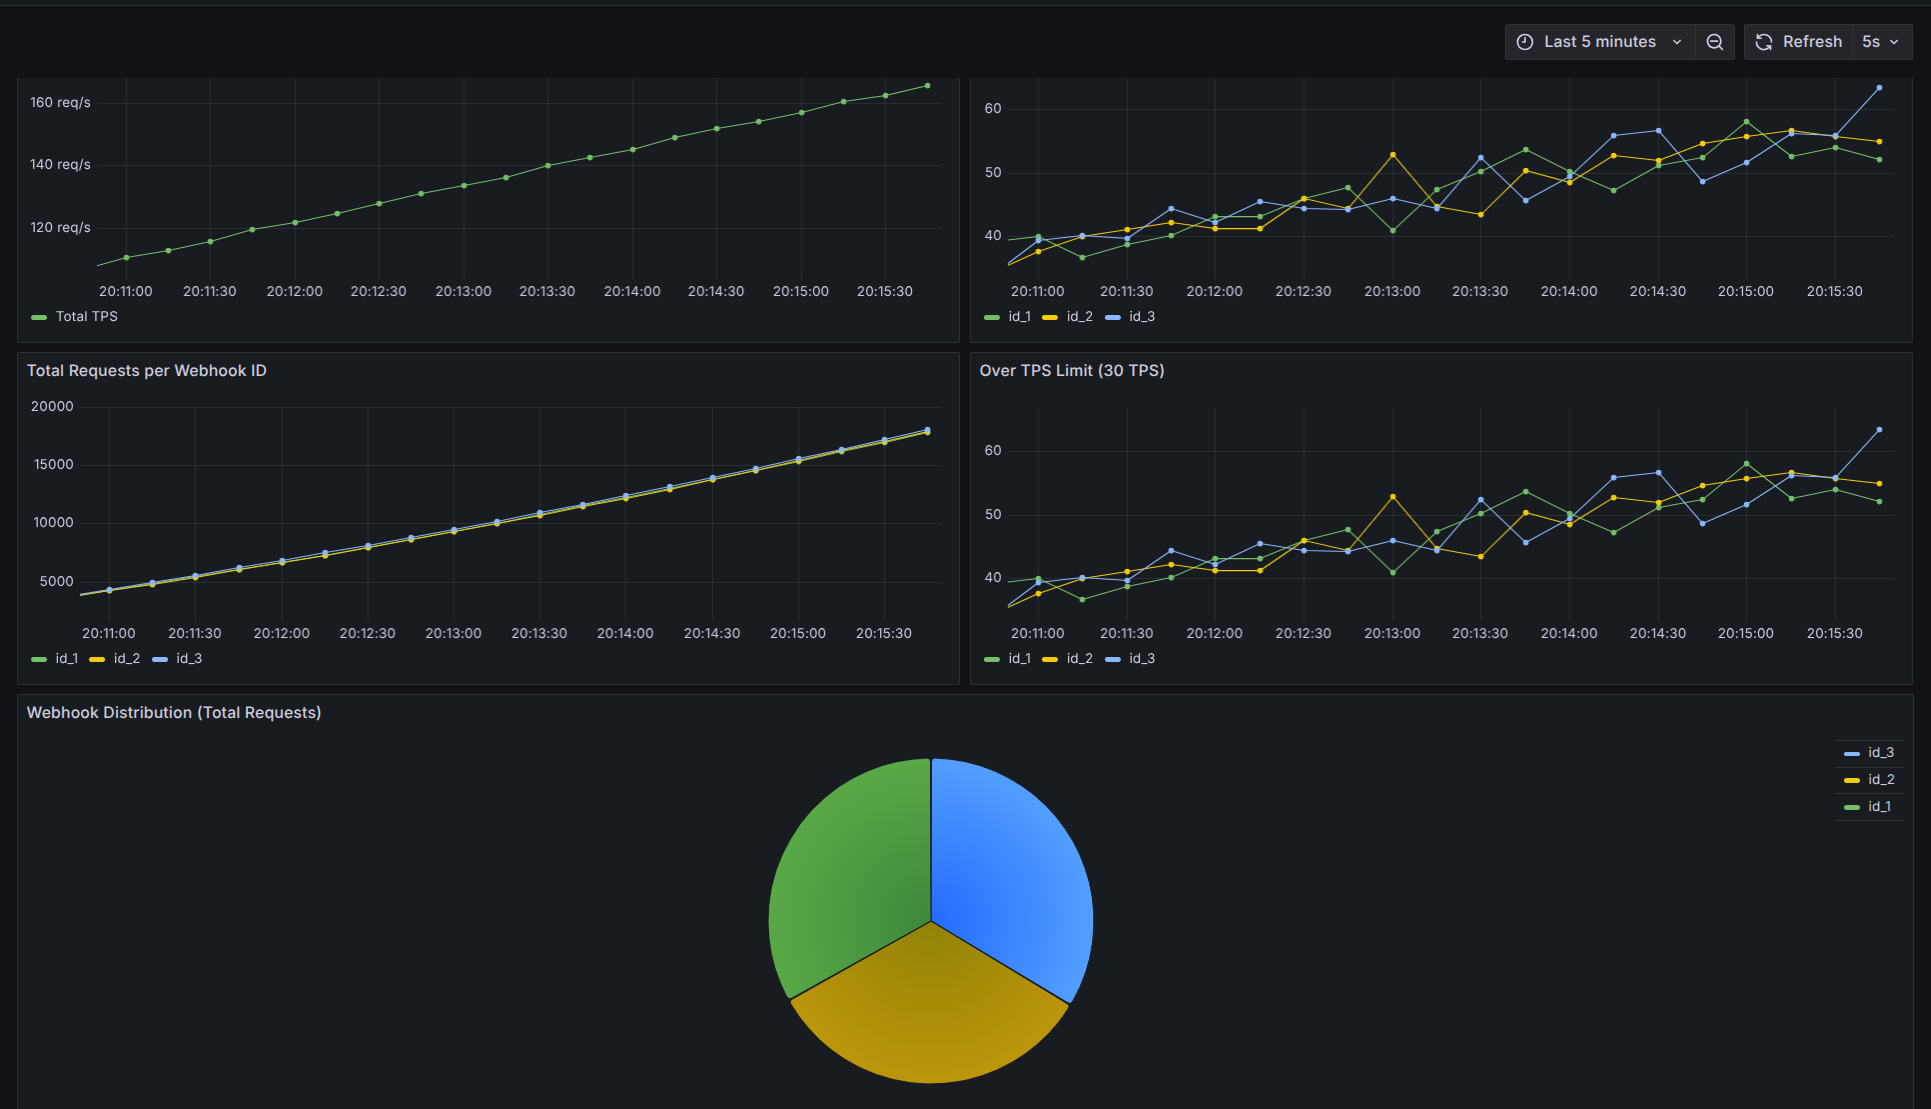 Last 5 minutes Refresh 5s
160 req/s
140 req/s
120 req/s
20:11:00 20:11:30 20:12:00 20:12:30 20:13:00 20:13:30 20:14:00 20:14:30 20:15:00 20:15:30
Total TPS
60
50
40
20:11:00 20:11:30 20:12:00 20:12:30 20:13:00 20:13:30 20:14:00 20:14:30 20:15:00 20:15:30
id_1 id_2 id_3
Total Requests per Webhook ID
20000
15000
10000
5000
20:11:00 20:11:30 20:12:00 20:12:30 20:13:00 20:13:30 20:14:00 20:14:30 20:15:00 20:15:30
id_1 id_2 id_3
Over TPS Limit (30 TPS)
60
50
40
20:11:00 20:11:30 20:12:00 20:12:30 20:13:00 20:13:30 20:14:00 20:14:30 20:15:00 20:15:30
id_1 id_2 id_3
Webhook Distribution (Total Requests)
id_3
id_2
id_1